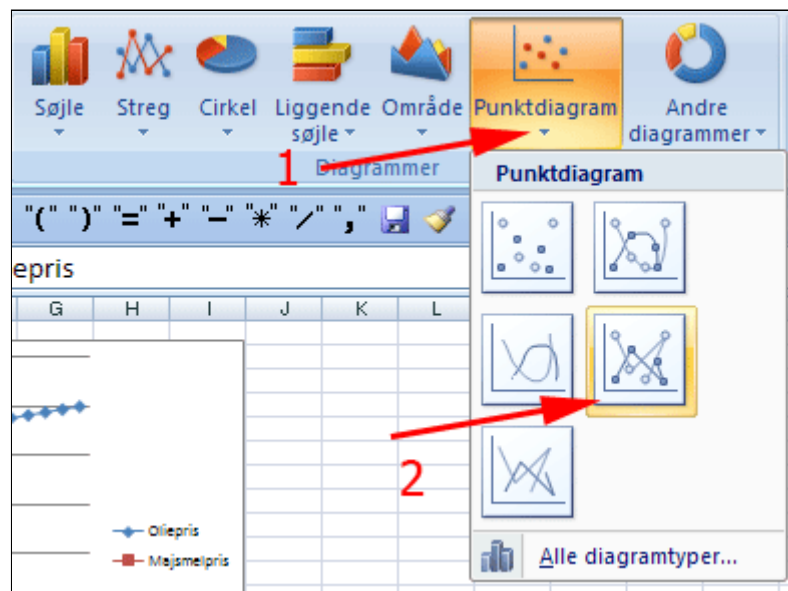 Søjle Streg Cirkel Liggende søjle Område Punktdiagram Andre diagrammer
1
Diagrammer
Punktdiagram
"(" ")" "=" "+" "−" "*" "/" ","
epris
G H I J K L
2
Oliepris
Majsmelpris
Alle diagramtyper...